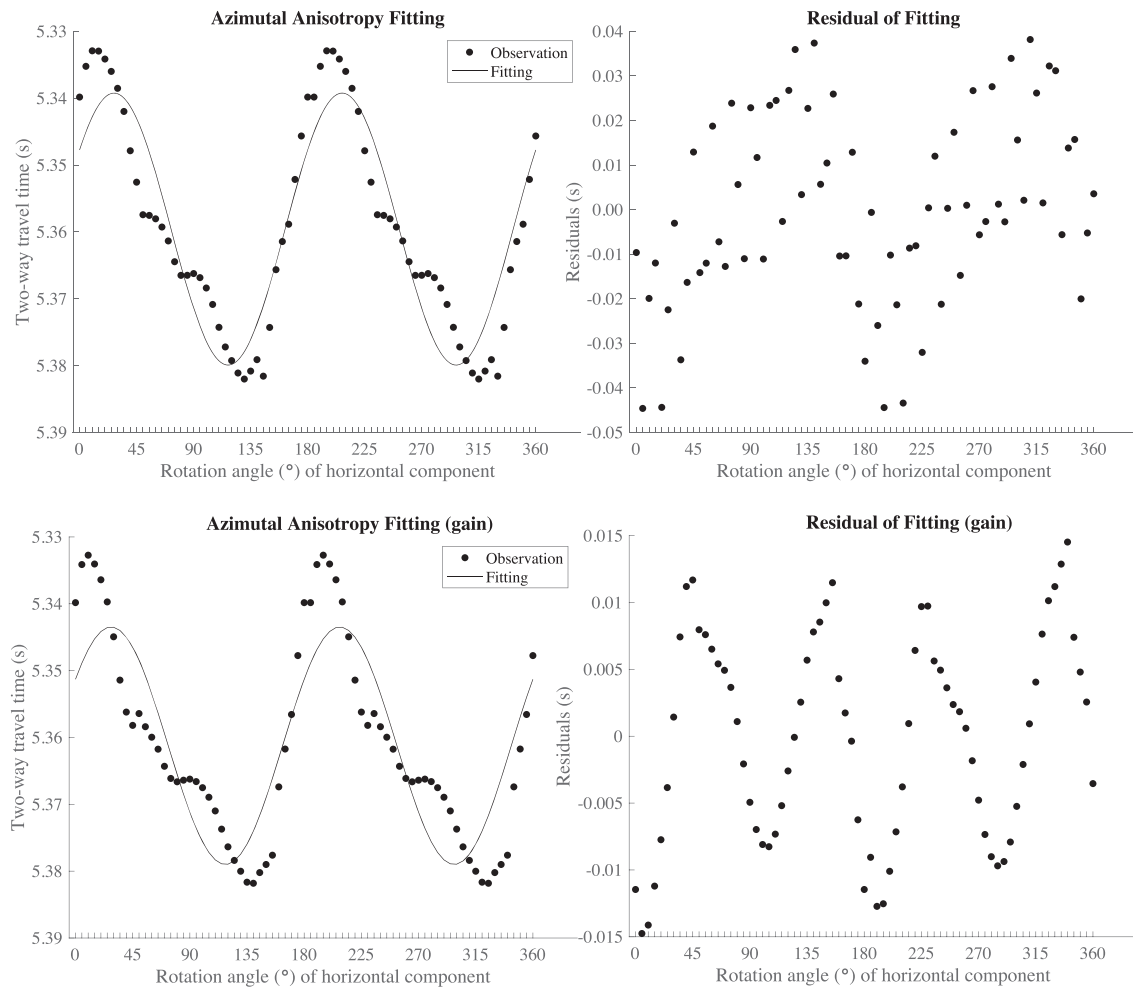 Azimutal Anisotropy Fitting
5.33
5.34
5.35
5.36
5.37
5.38
5.39
Two-way travel time (s)
Observation
Fitting
0 45 90 135 180 225 270 315 360
Rotation angle (°) of horizontal component
Residual of Fitting
0.04
0.03
0.02
0.01
0.00
-0.01
-0.02
-0.03
-0.04
-0.05
Residuals (s)
0 45 90 135 180 225 270 315 360
Rotation angle (°) of horizontal component
Azimutal Anisotropy Fitting (gain)
5.33
5.34
5.35
5.36
5.37
5.38
5.39
Two-way travel time (s)
Observation
Fitting
0 45 90 135 180 225 270 315 360
Rotation angle (°) of horizontal component
Residual of Fitting (gain)
0.015
0.01
0.005
0
-0.005
-0.01
-0.015
Residuals (s)
0 45 90 135 180 225 270 315 360
Rotation angle (°) of horizontal component